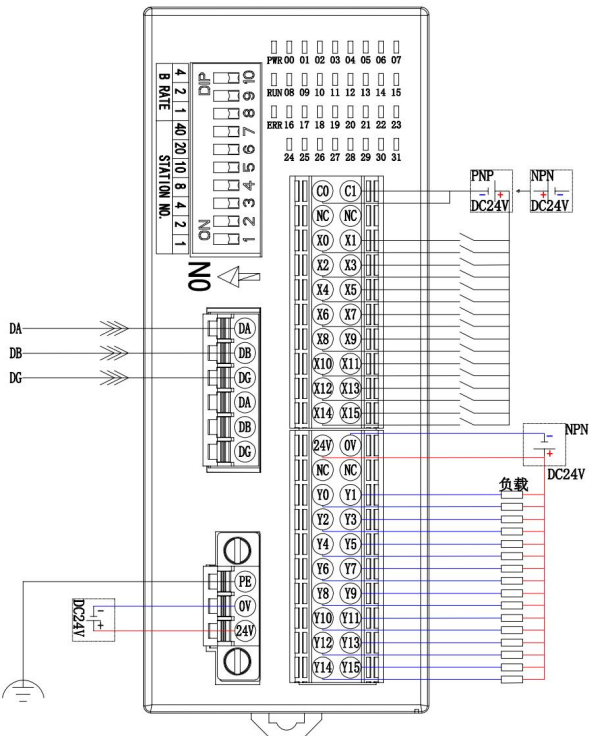 PWR 00 01 02 03 04 05 06 07
RUN 08 09 10 11 12 13 14 15
ERR 16 17 18 19 20 21 22 23
24 25 26 27 28 29 30 31
DIP
10 9 8 7 6 5 4 3 2 1
NO
4 2 1 40 20 10 8 4 2 1
B RATE
STATION NO.
NO
C0 C1
NC NC
X0 X1
X2 X3
X4 X5
X6 X7
X8 X9
X10 X11
X12 X13
X14 X15
PNP
- +
DC24V
NPN
+ -
DC24V
DA
DB
DG
DA
DB
DG
DA
DB
DG
24V 0V
NC NC
Y0 Y1
Y2 Y3
Y4 Y5
Y6 Y7
Y8 Y9
Y10 Y11
Y12 Y13
Y14 Y15
-
+
NPN
DC24V
负载
PE
0V
24V
DC24V
-
+